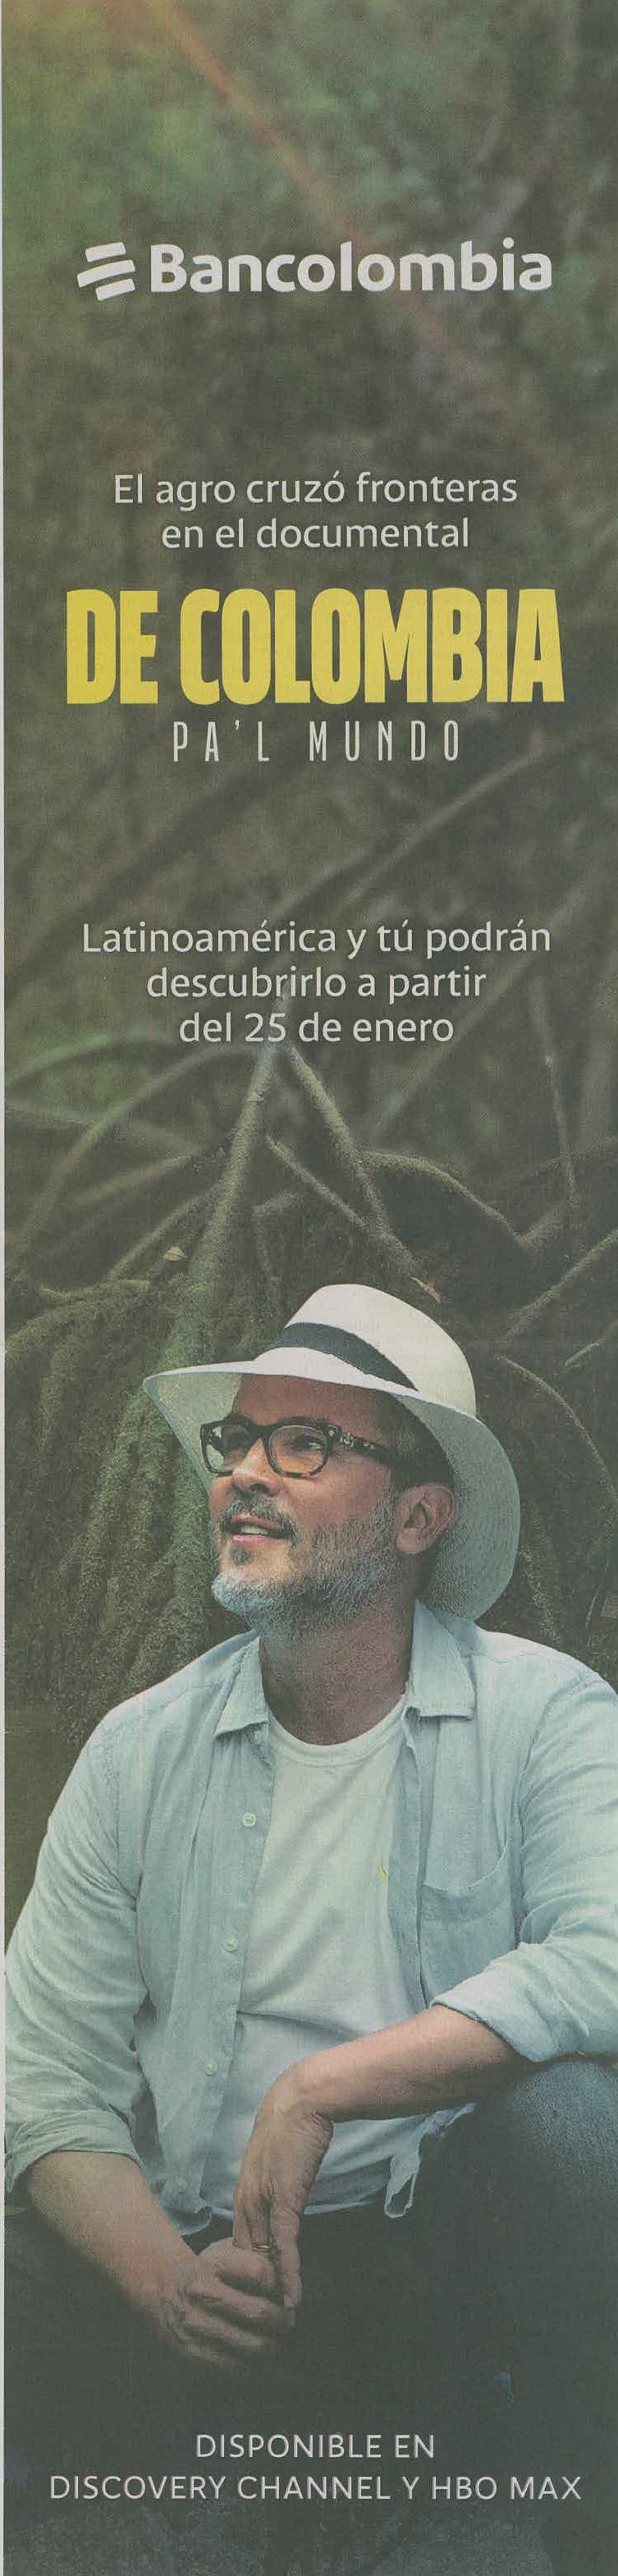 Bancolombia
El agro cruzó fronteras
en el documental
DE COLOMBIA
PA'L MUNDO
Latinoamérica y tú podrán
descubrirlo a partir
del 25 de enero
DISPONIBLE EN
DISCOVERY CHANNEL Y HBO MAX